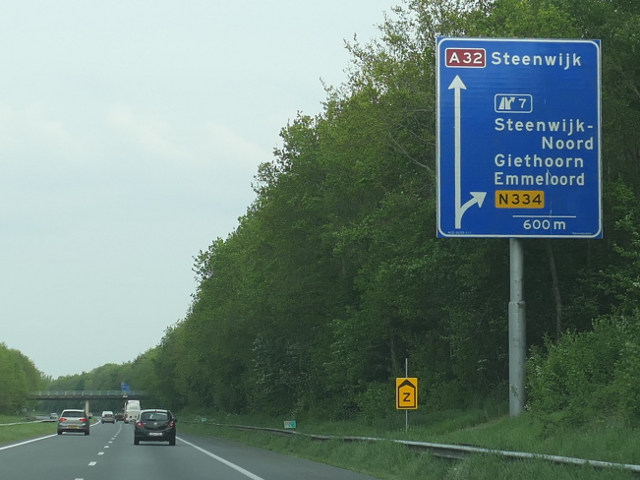 A32 Steenwijk
7
Steenwijk-
Noord
Giethoorn
Emmeloord
N334
600 m
Z